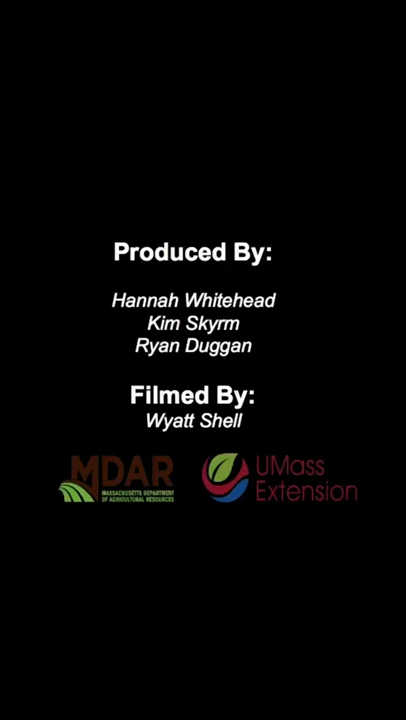 Produced By:
Hannah Whitehead
Kim Skyrm
Ryan Duggan
Filmed By:
Wyatt Shell
MDAR
MASSACHUSETTS DEPARTMENT
OF AGRICULTURAL RESOURCES
UMass
Extension